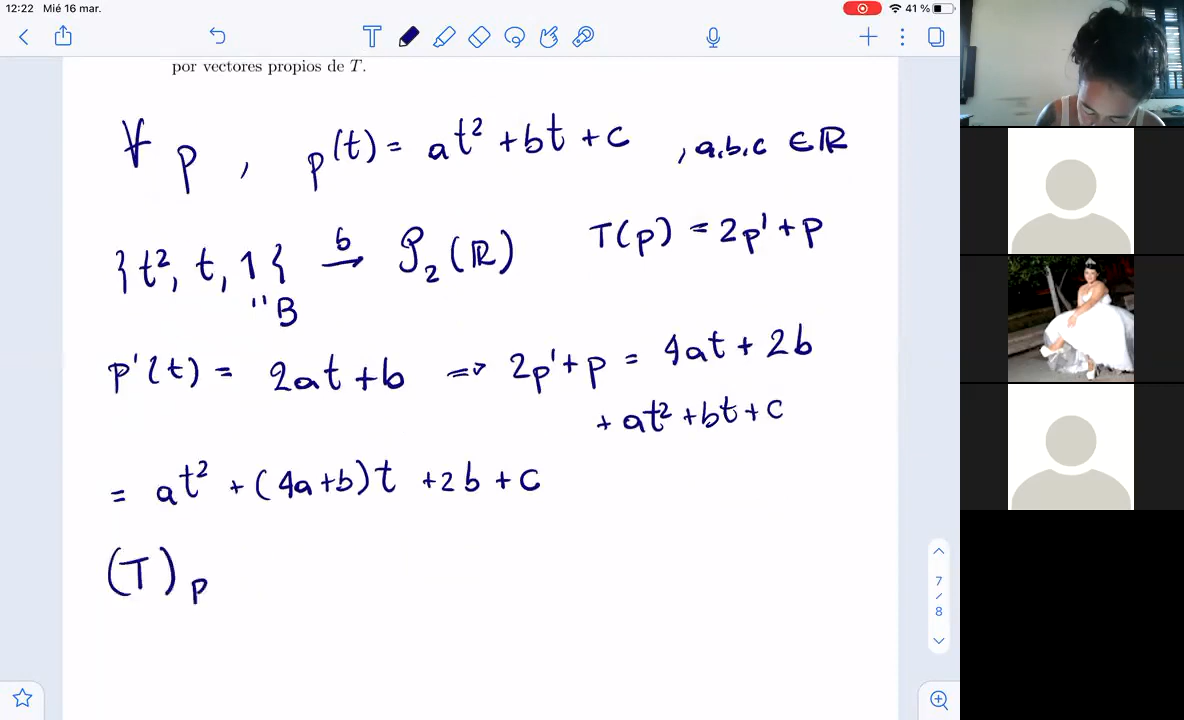 12:22 Mié 16 mar. 41 %
T
por vectores propios de T.
∀ p , p(t) = at² + bt + c , a,b,c ∈ ℝ
}t², t, 1{ →b 𝒫₂(ℝ) T(p) = 2p' + p
"B
p'(t) = 2at + b => 2p' + p = 4at + 2b
+ at² + bt + c
= at² + (4a+b)t + 2b + c
(T)p
7
/
8